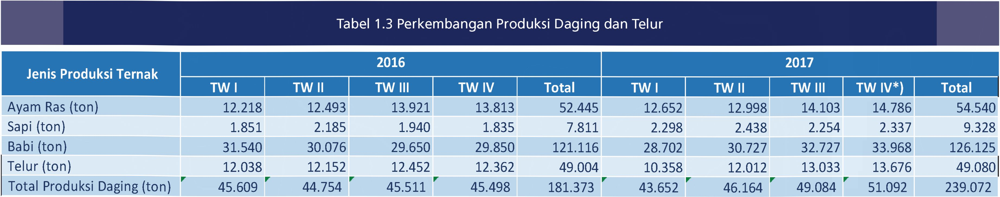 Tabel 1.3 Perkembangan Produksi Daging dan Telur
Jenis Produksi Ternak 2016 2017
TW I TW II TW III TW IV Total TW I TW II TW III TW IV*) Total
Ayam Ras (ton) 12.218 12.493 13.921 13.813 52.445 12.652 12.998 14.103 14.786 54.540
Sapi (ton) 1.851 2.185 1.940 1.835 7.811 2.298 2.438 2.254 2.337 9.328
Babi (ton) 31.540 30.076 29.650 29.850 121.116 28.702 30.727 32.727 33.968 126.125
Telur (ton) 12.038 12.152 12.452 12.362 49.004 10.358 12.012 13.033 13.676 49.080
Total Produksi Daging (ton) 45.609 44.754 45.511 45.498 181.373 43.652 46.164 49.084 51.092 239.072